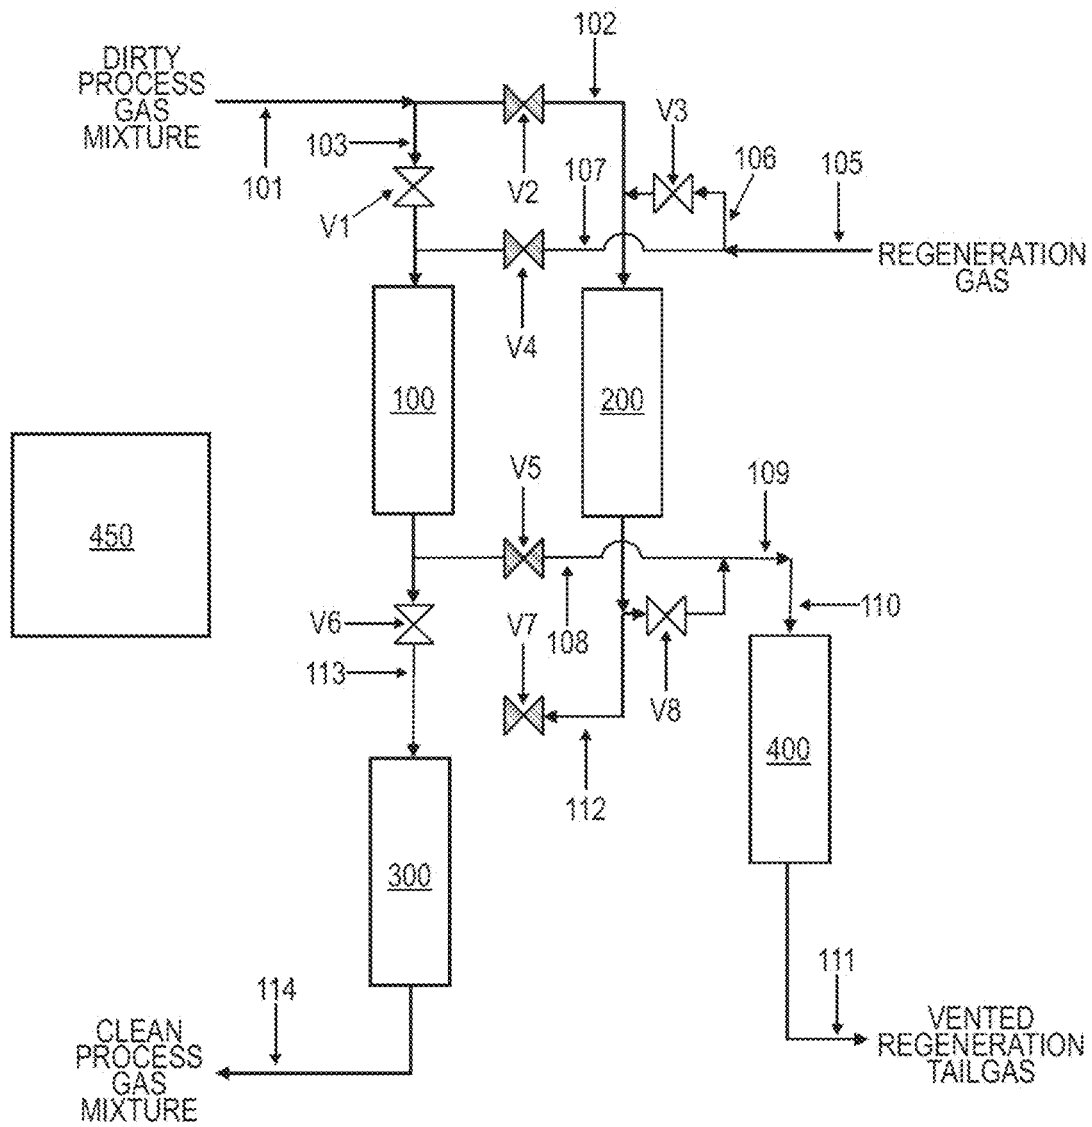 102
DIRTY
PROCESS
GAS
MIXTURE
V3
103
106
101
V2
107
105
V1
REGENERATION
GAS
V4
100
200
V5
109
450
V6
V7
108
110
113
V8
400
112
300
111
114
CLEAN
PROCESS
GAS
MIXTURE
VENTED
REGENERATION
TAILGAS